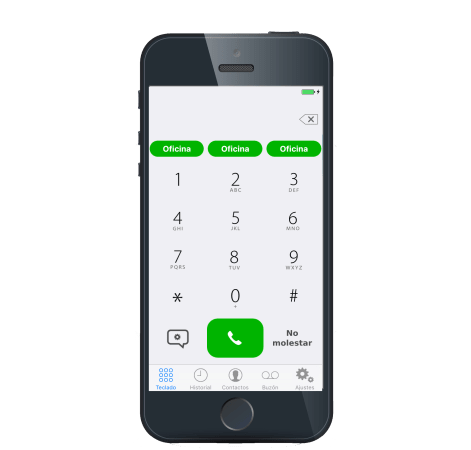 Oficina Oficina Oficina
1 2 3
ABC DEF
4 5 6
GHI JKL MNO
7 8 9
PQRS TUV WXYZ
* 0 #
+
No
molestar
Teclado Historial Contactos Buzón Ajustes